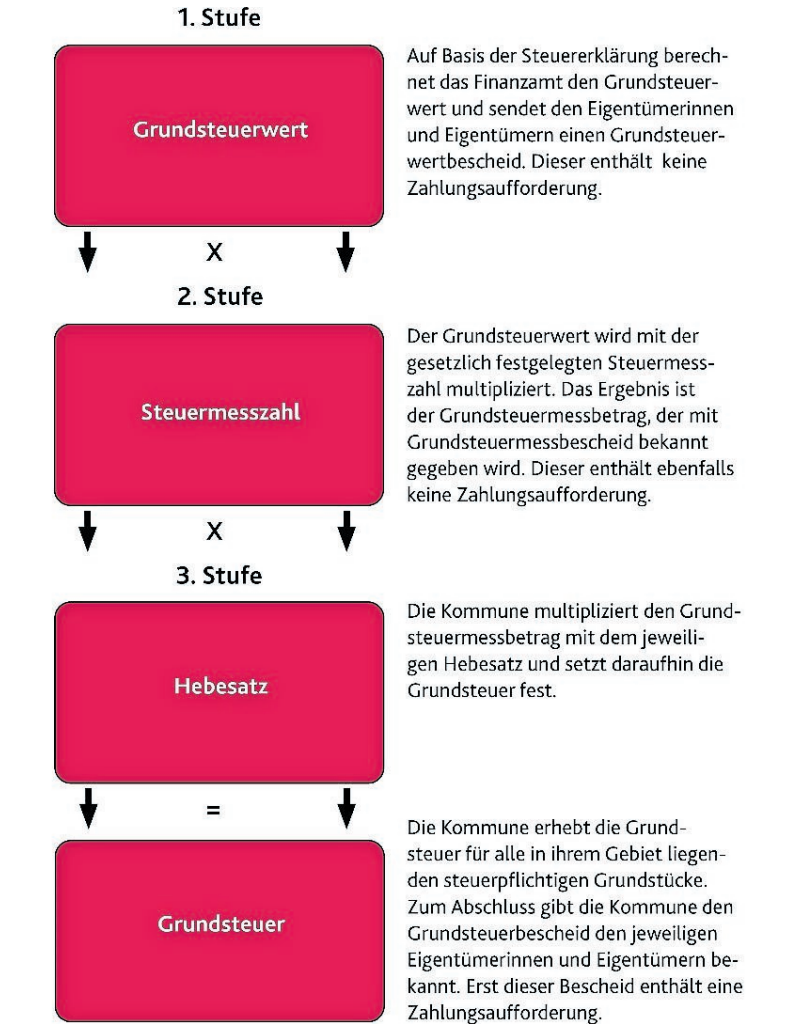 1. Stufe
Grundsteuerwert
Auf Basis der Steuererklärung berech-
net das Finanzamt den Grundsteuer-
wert und sendet den Eigentümerinnen
und Eigentümern einen Grundsteuer-
wertbescheid. Dieser enthält keine
Zahlungsaufforderung.
X
2. Stufe
Steuermesszahl
Der Grundsteuerwert wird mit der
gesetzlich festgelegten Steuermess-
zahl multipliziert. Das Ergebnis ist
der Grundsteuermessbetrag, der mit
Grundsteuermessbescheid bekannt
gegeben wird. Dieser enthält ebenfalls
keine Zahlungsaufforderung.
X
3. Stufe
Hebesatz
Die Kommune multipliziert den Grund-
steuermessbetrag mit dem jeweili-
gen Hebesatz und setzt daraufhin die
Grundsteuer fest.
=
Grundsteuer
Die Kommune erhebt die Grund-
steuer für alle in ihrem Gebiet liegen-
den steuerpflichtigen Grundstücke.
Zum Abschluss gibt die Kommune den
Grundsteuerbescheid den jeweiligen
Eigentümerinnen und Eigentümern be-
kannt. Erst dieser Bescheid enthält eine
Zahlungsaufforderung.